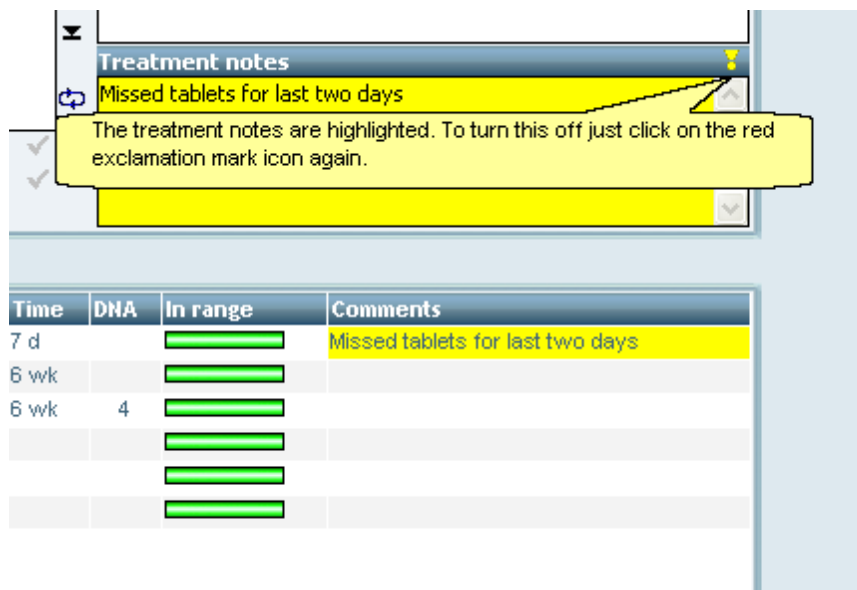 Treatment notes
Missed tablets for last two days
The treatment notes are highlighted. To turn this off just click on the red
exclamation mark icon again.
Time DNA In range Comments
7 d Missed tablets for last two days
6 wk
6 wk 4